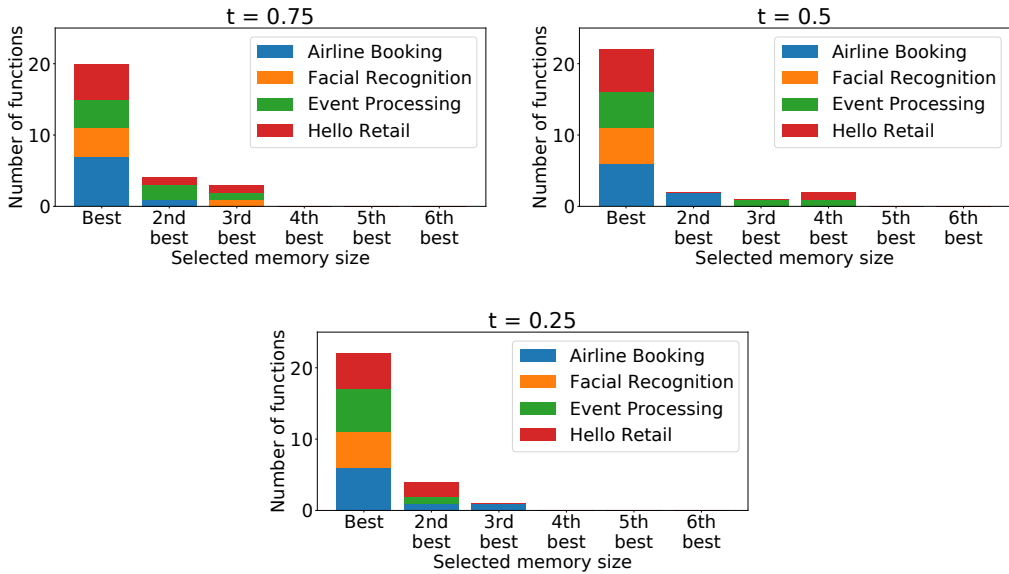 t = 0.75
Number of functions
20
10
0
Airline Booking
Facial Recognition
Event Processing
Hello Retail
Best 2nd best 3rd best 4th best 5th best 6th best
Selected memory size
t = 0.5
Number of functions
20
10
0
Airline Booking
Facial Recognition
Event Processing
Hello Retail
Best 2nd best 3rd best 4th best 5th best 6th best
Selected memory size
t = 0.25
Number of functions
20
10
0
Airline Booking
Facial Recognition
Event Processing
Hello Retail
Best 2nd best 3rd best 4th best 5th best 6th best
Selected memory size